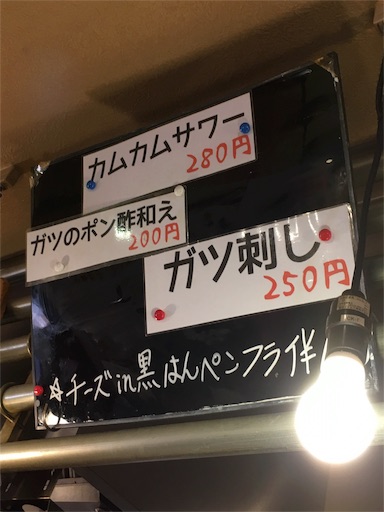 カムカムサワー
280円
ガツのポン酢和え
200円
ガツ刺し
250円
☆チーズin黒はんぺンフライ